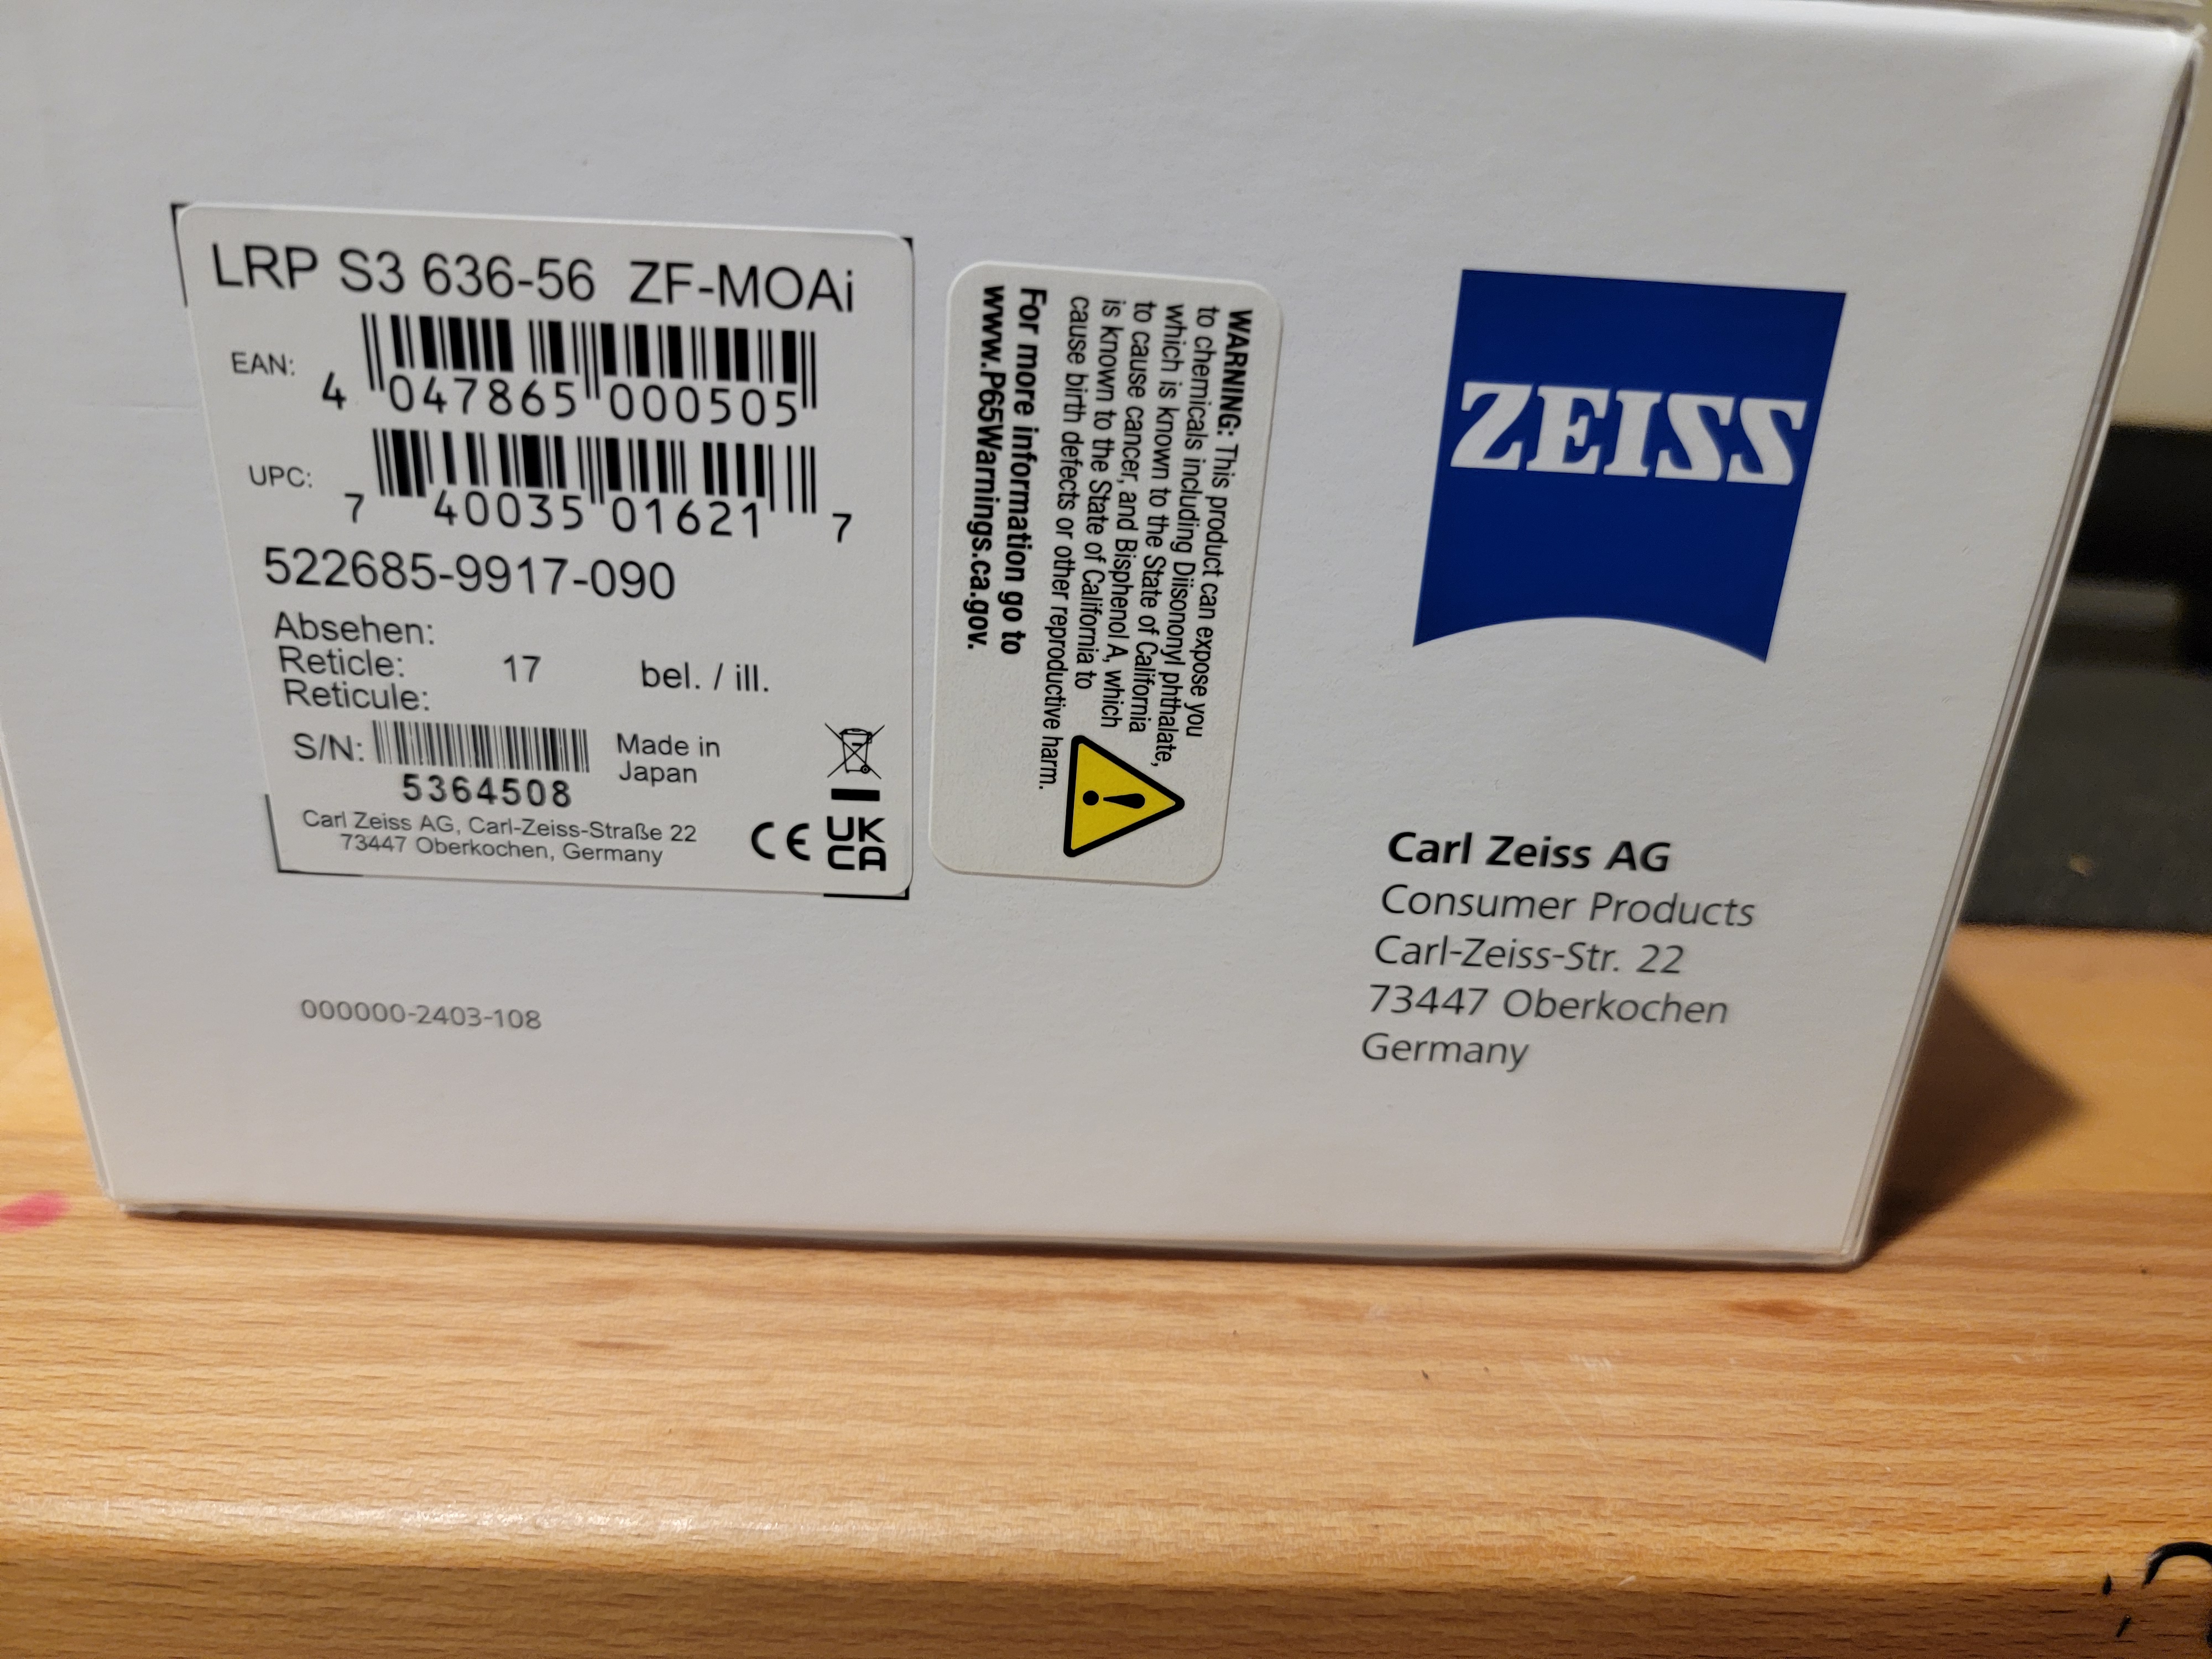 LRP S3 636-56 ZF-MOAi
EAN:
4 047865 000505
UPC:
7 40035 01621 7
522685-9917-090
Absehen:
Reticle: 17 bel. / ill.
Reticule:
S/N:
5364508
Made in
Japan
Carl Zeiss AG, Carl-Zeiss-Straße 22
73447 Oberkochen, Germany
CE
UK
CA
000000-2403-108
WARNING: This product can expose you
to chemicals including Diisononyl phthalate,
which is known to the State of California
to cause cancer, and Bisphenol A, which
is known to the State of California to
cause birth defects or other reproductive harm.
For more information go to
www.P65Warnings.ca.gov.
ZEISS
Carl Zeiss AG
Consumer Products
Carl-Zeiss-Str. 22
73447 Oberkochen
Germany